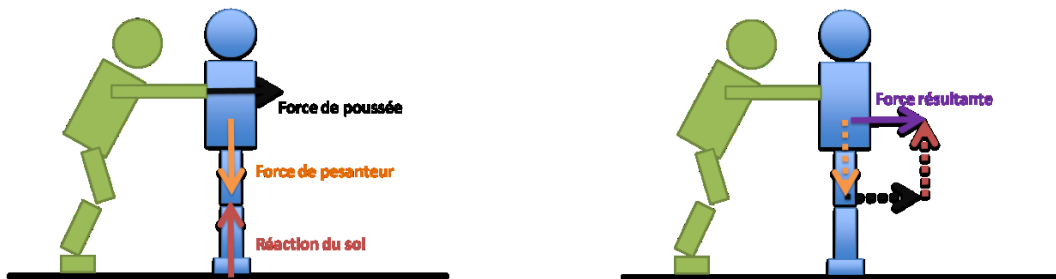 Force de poussée
Force de pesanteur
Réaction du sol
Force résultante